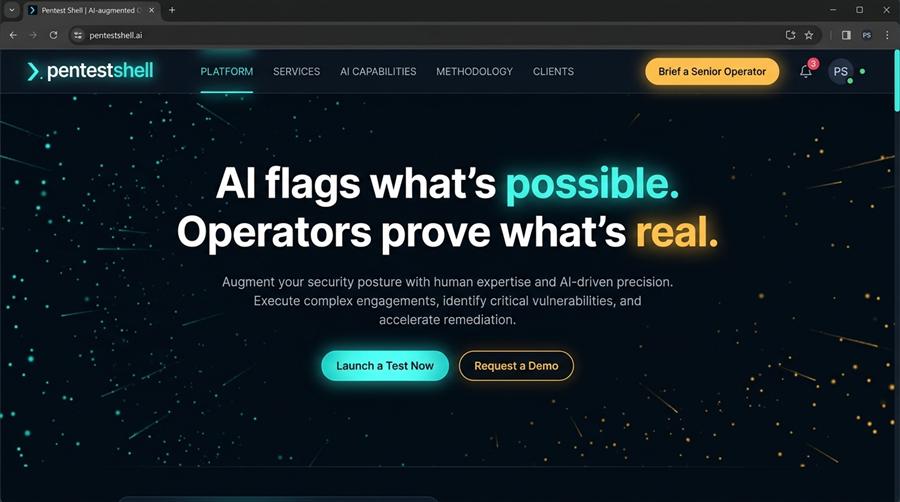 Pentest Shell | AI-augmented
pentestshell.ai
PS
pentestshell
PLATFORM
SERVICES
AI CAPABILITIES
METHODOLOGY
CLIENTS
Brief a Senior Operator
3
PS
AI flags what's possible.
Operators prove what's real.
Augment your security posture with human expertise and AI-driven precision.
Execute complex engagements, identify critical vulnerabilities, and
accelerate remediation.
Launch a Test Now
Request a Demo